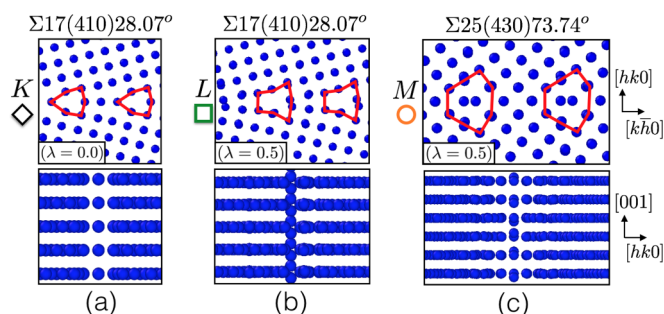 Σ17(410)28.07° Σ17(410)28.07° Σ25(430)73.74°
K L M
(λ = 0.0) (λ = 0.5) (λ = 0.5)
[hk0]
[kh̅0]
[001]
[hk0]
(a) (b) (c)